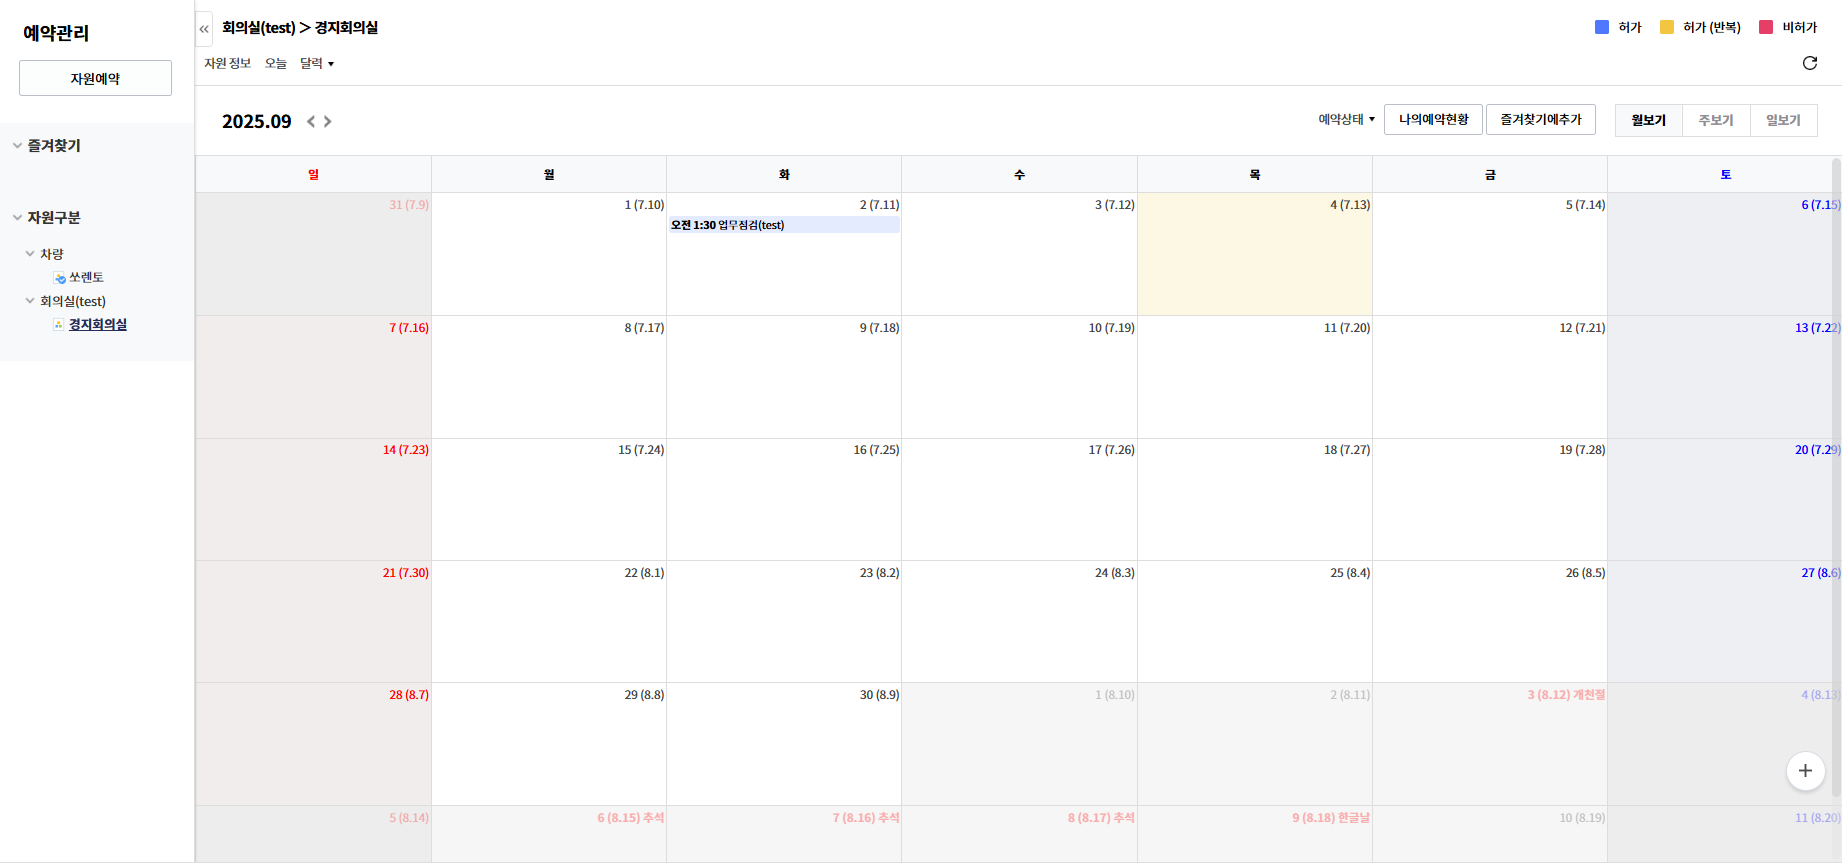 예약관리
자원예약
즐겨찾기
자원구분
차량
쏘렌토
회의실(test)
경지회의실
회의실(test) > 경지회의실
허가
허가 (반복)
비허가
자원 정보
오늘
달력
2025.09
예약상태
나의예약현황
즐겨찾기에추가
월보기
주보기
일보기
일
월
화
수
목
금
토
31 (7.9)
1 (7.10)
2 (7.11)
3 (7.12)
4 (7.13)
5 (7.14)
6 (7.15)
오전 1:30 업무점검(test)
7 (7.16)
8 (7.17)
9 (7.18)
10 (7.19)
11 (7.20)
12 (7.21)
13 (7.22)
14 (7.23)
15 (7.24)
16 (7.25)
17 (7.26)
18 (7.27)
19 (7.28)
20 (7.29)
21 (7.30)
22 (8.1)
23 (8.2)
24 (8.3)
25 (8.4)
26 (8.5)
27 (8.6)
28 (8.7)
29 (8.8)
30 (8.9)
1 (8.10)
2 (8.11)
3 (8.12) 개천절
4 (8.13)
5 (8.14)
6 (8.15) 추석
7 (8.16) 추석
8 (8.17) 추석
9 (8.18) 한글날
10 (8.19)
11 (8.20)